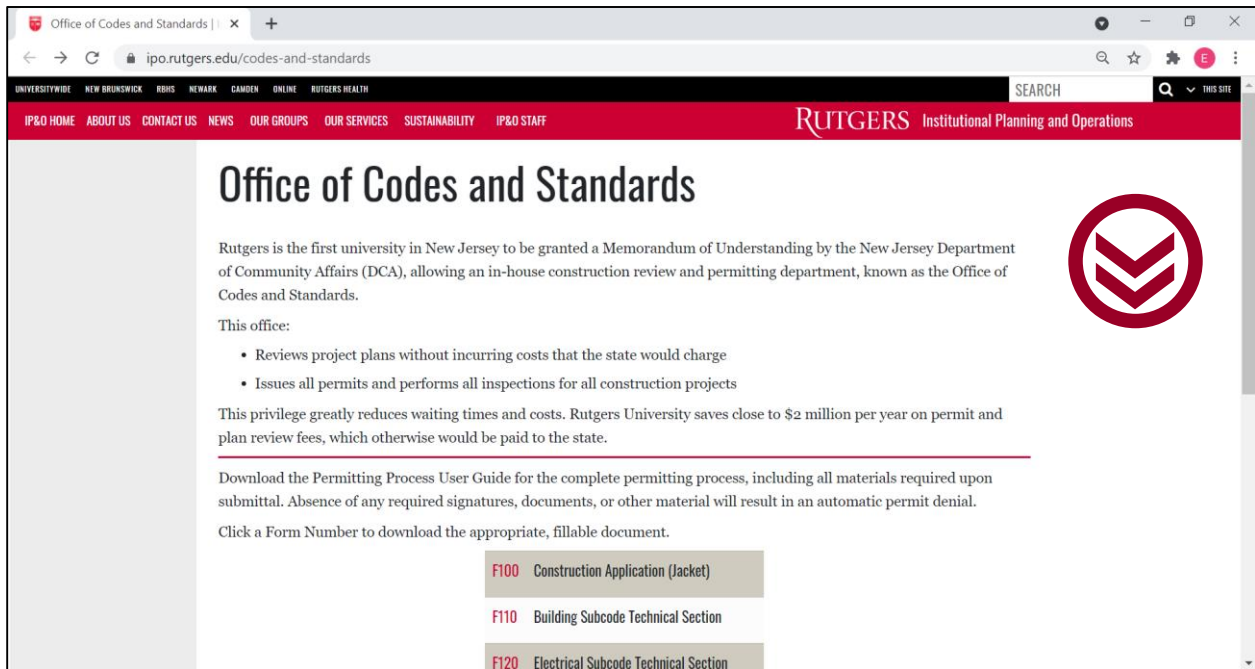 Office of Codes and Standards |
ipo.rutgers.edu/codes-and-standards
E
UNIVERSITYWIDE NEW BRUNSWICK RBHS NEWARK CAMDEN ONLINE RUTGERS HEALTH SEARCH THIS SITE
IP&O HOME ABOUT US CONTACT US NEWS OUR GROUPS OUR SERVICES SUSTAINABILITY IP&O STAFF RUTGERS Institutional Planning and Operations
Office of Codes and Standards
Rutgers is the first university in New Jersey to be granted a Memorandum of Understanding by the New Jersey Department
of Community Affairs (DCA), allowing an in-house construction review and permitting department, known as the Office of
Codes and Standards.
This office:
• Reviews project plans without incurring costs that the state would charge
• Issues all permits and performs all inspections for all construction projects
This privilege greatly reduces waiting times and costs. Rutgers University saves close to $2 million per year on permit and
plan review fees, which otherwise would be paid to the state.
Download the Permitting Process User Guide for the complete permitting process, including all materials required upon
submittal. Absence of any required signatures, documents, or other material will result in an automatic permit denial.
Click a Form Number to download the appropriate, fillable document.
F100 Construction Application (Jacket)
F110 Building Subcode Technical Section
F120 Electrical Subcode Technical Section